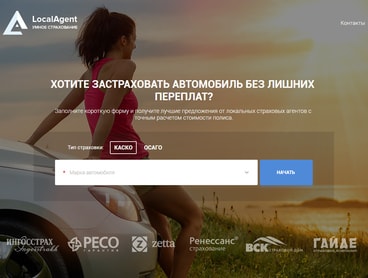 LocalAgent
УМНОЕ СТРАХОВАНИЕ
Контакты
ХОТИТЕ ЗАСТРАХОВАТЬ АВТОМОБИЛЬ БЕЗ ЛИШНИХ
ПЕРЕПЛАТ?
Заполните короткую форму и получите лучшие предложения от локальных страховых агентов с
точным расчетом стоимости полиса.
Тип страховки: КАСКО ОСАГО
* Марка автомобиля
НАЧАТЬ
ИНГОССТРАХ
РЕСО
ГАРАНТИЯ
zetta
Ренессанс
страхование
ВСК СТРАХОВОЙ ДОМ
ГАЙДЕ